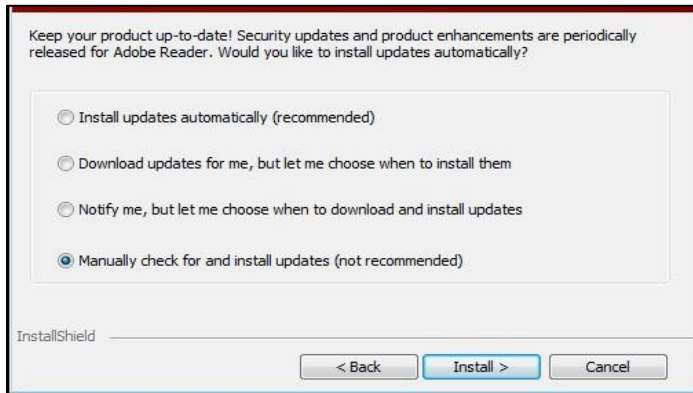 Keep your product up-to-date! Security updates and product enhancements are periodically
released for Adobe Reader. Would you like to install updates automatically?
Install updates automatically (recommended)
Download updates for me, but let me choose when to install them
Notify me, but let me choose when to download and install updates
Manually check for and install updates (not recommended)
InstallShield
< Back
Install >
Cancel